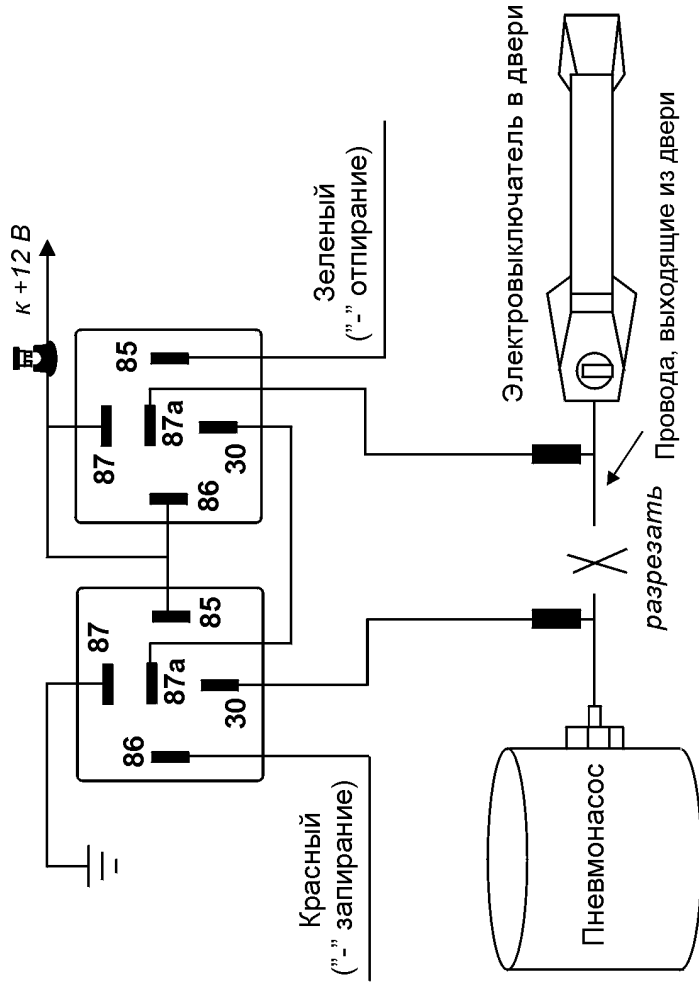 к +12 В
87
87а
30
86
85
87
87а
30
86
85
Красный
("-" запирание)
Зеленый
("-" отпирание)
Пневмонасос
разрезать
Провода, выходящие из двери
Электровыключатель в двери